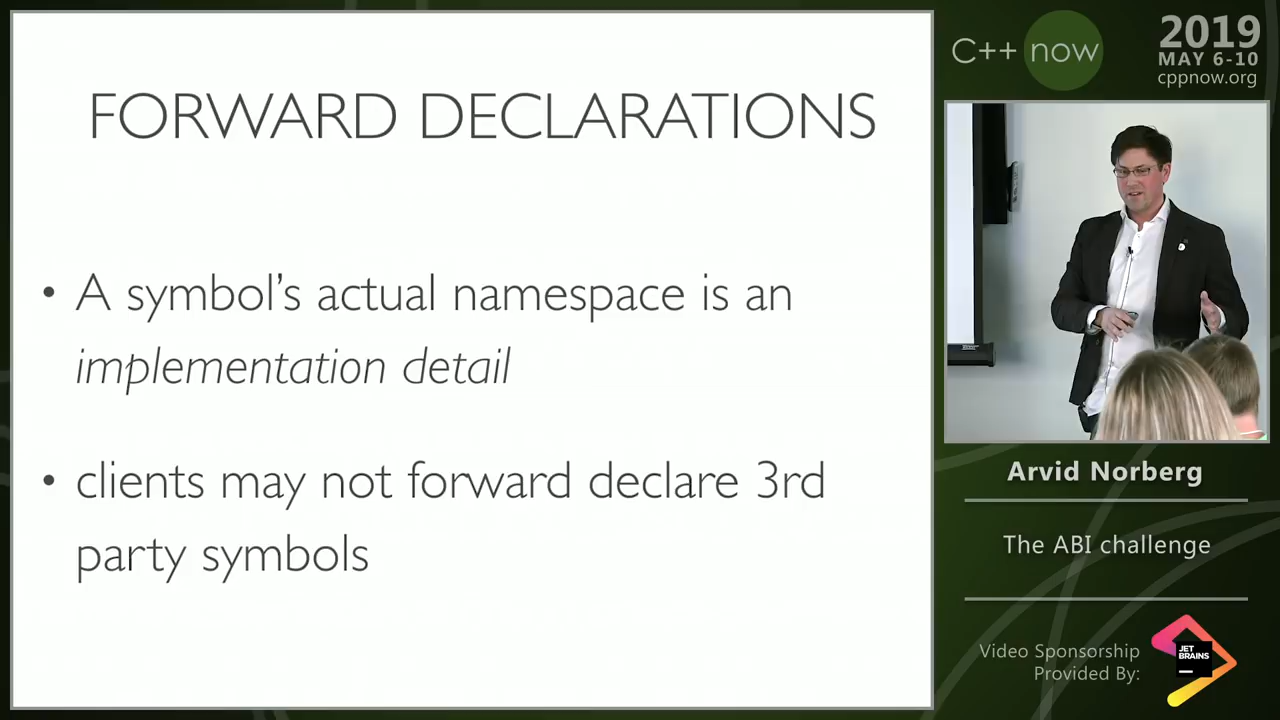 FORWARD DECLARATIONS
• A symbol's actual namespace is an
implementation detail
• clients may not forward declare 3rd
party symbols
C++ now
2019
MAY 6-10
cppnow.org
Arvid Norberg
The ABI challenge
Video Sponsorship
Provided By:
JET
BRAINS